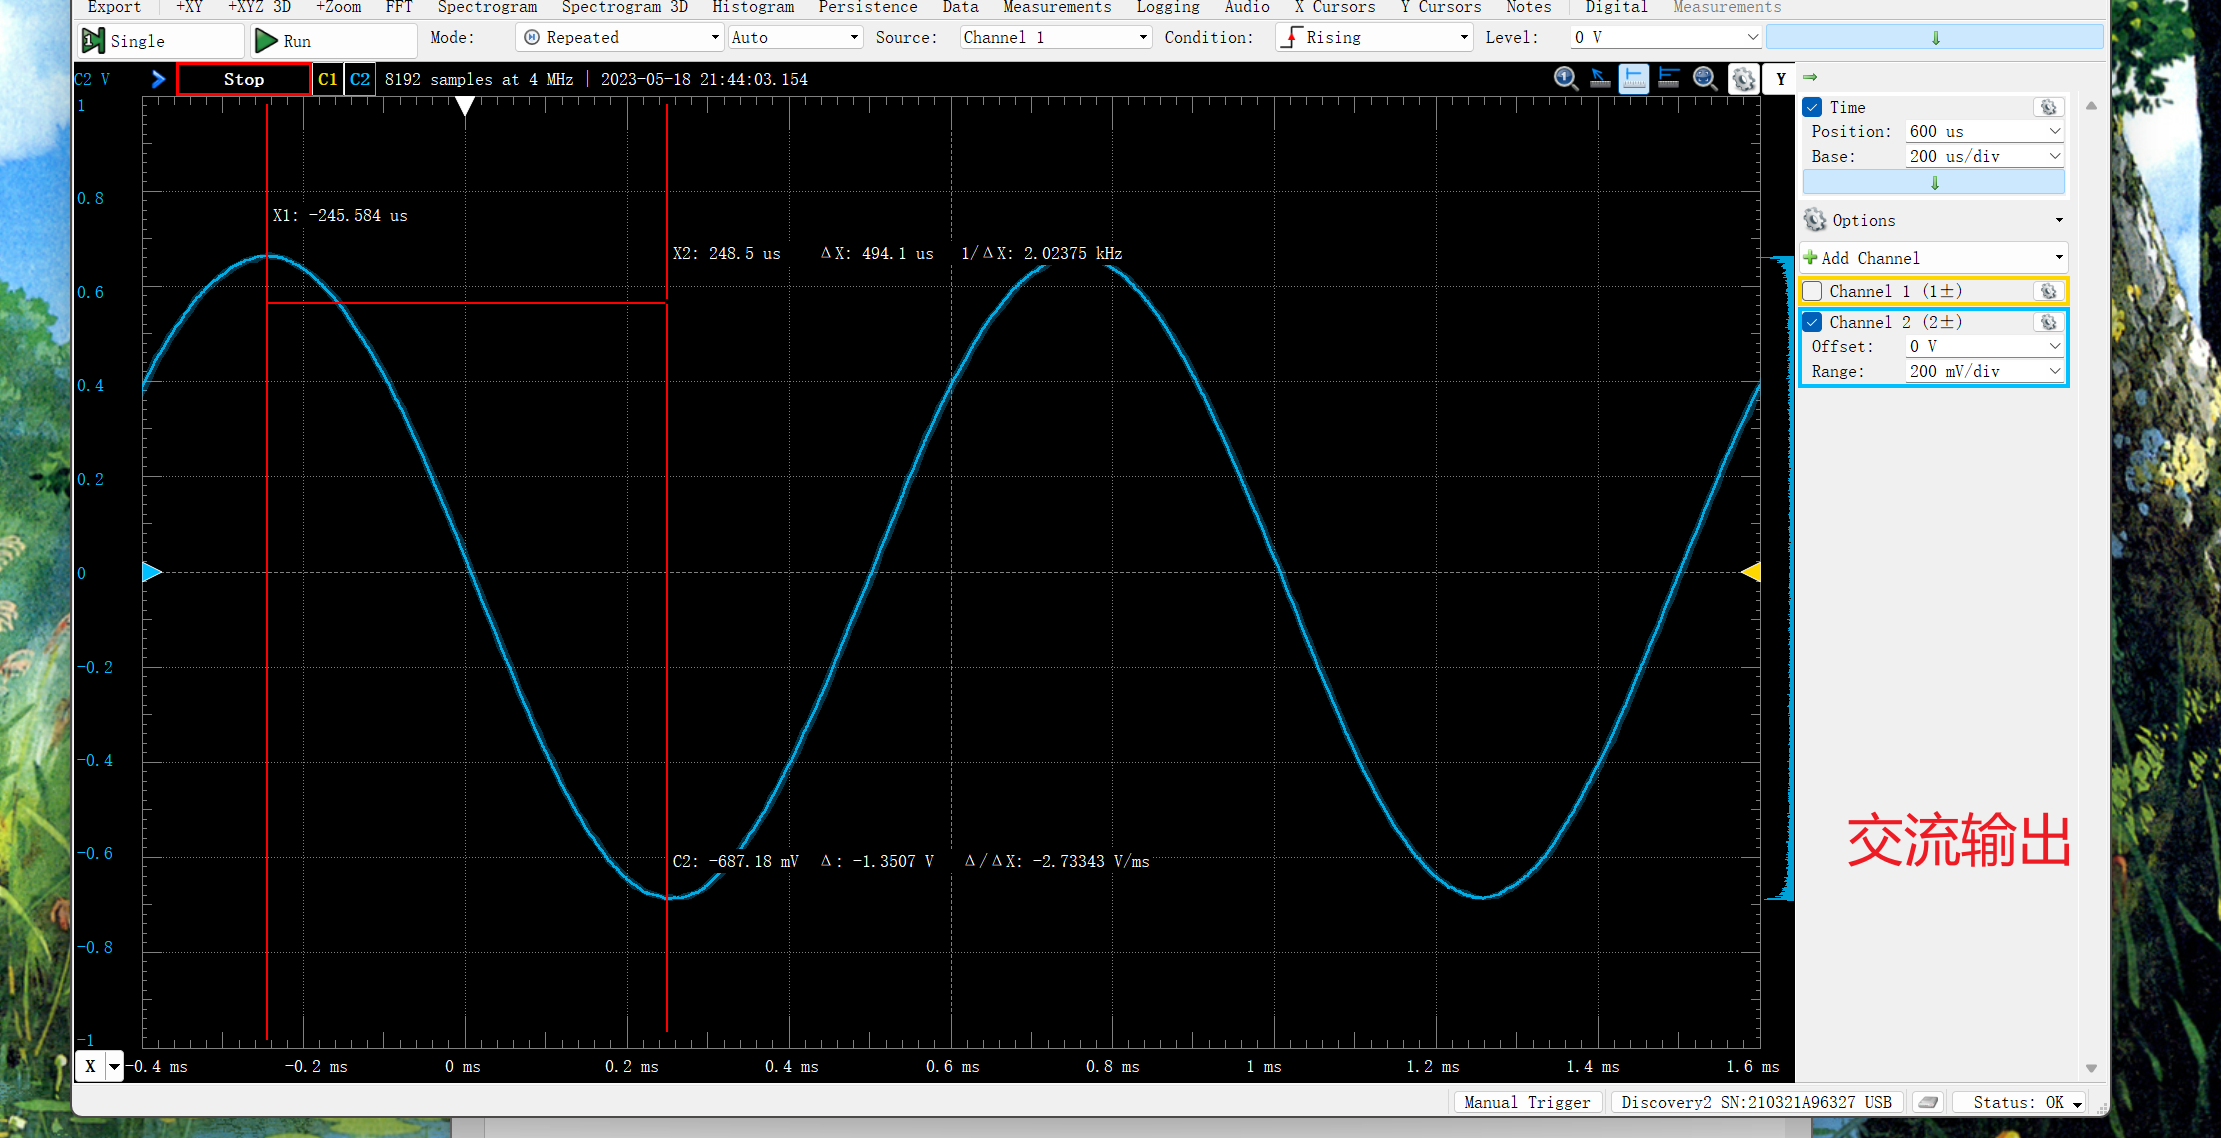 Export +XY +XYZ 3D +Zoom FFT Spectrogram Spectrogram 3D Histogram Persistence Data Measurements Logging Audio X Cursors Y Cursors Notes Digital Measurements
Single Run Mode: Repeated Auto Source: Channel 1 Condition: Rising Level: 0 V
C2 V Stop C1 C2 8192 samples at 4 MHz | 2023-05-18 21:44:03.154 Y
1
0.8
0.6
0.4
0.2
0
-0.2
-0.4
-0.6
-0.8
-1
X1: -245.584 us
X2: 248.5 us ΔX: 494.1 us 1/ΔX: 2.02375 kHz
C2: -687.18 mV Δ: -1.3507 V Δ/ΔX: -2.73343 V/ms
X -0.4 ms -0.2 ms 0 ms 0.2 ms 0.4 ms 0.6 ms 0.8 ms 1 ms 1.2 ms 1.4 ms 1.6 ms
Time
Position: 600 us
Base: 200 us/div
Options
Add Channel
Channel 1 (1±)
Channel 2 (2±)
Offset: 0 V
Range: 200 mV/div
交流输出
Manual Trigger Discovery2 SN:210321A96327 USB Status: OK